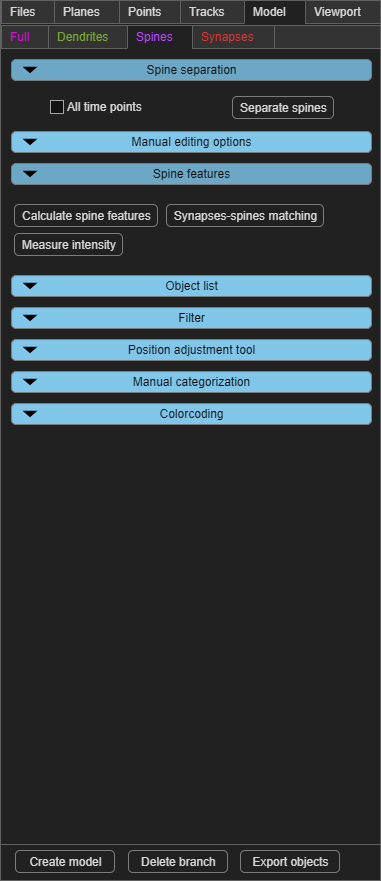 Files Planes Points Tracks Model Viewport
Full Dendrites Spines Synapses
Spine separation
All time points Separate spines
Manual editing options
Spine features
Calculate spine features Synapses-spines matching
Measure intensity
Object list
Filter
Position adjustment tool
Manual categorization
Colorcoding
Create model Delete branch Export objects